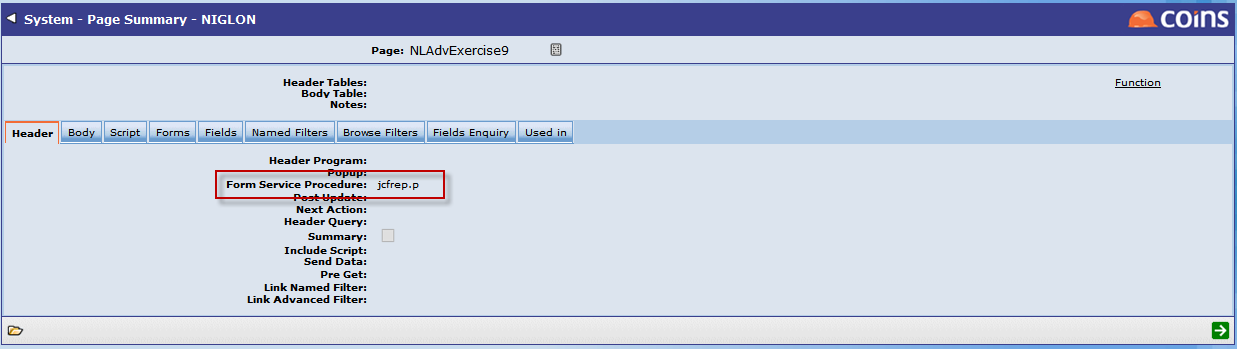 System - Page Summary - NIGLON
coins
Page: NLAdvExercise9
Header Tables:
Function
Body Table:
Notes:
Header Body Script Forms Fields Named Filters Browse Filters Fields Enquiry Used in
Header Program:
Popup:
Form Service Procedure: jcfrep.p
Post Update:
Next Action:
Header Query:
Summary:
Include Script:
Send Data:
Pre Get:
Link Named Filter:
Link Advanced Filter: